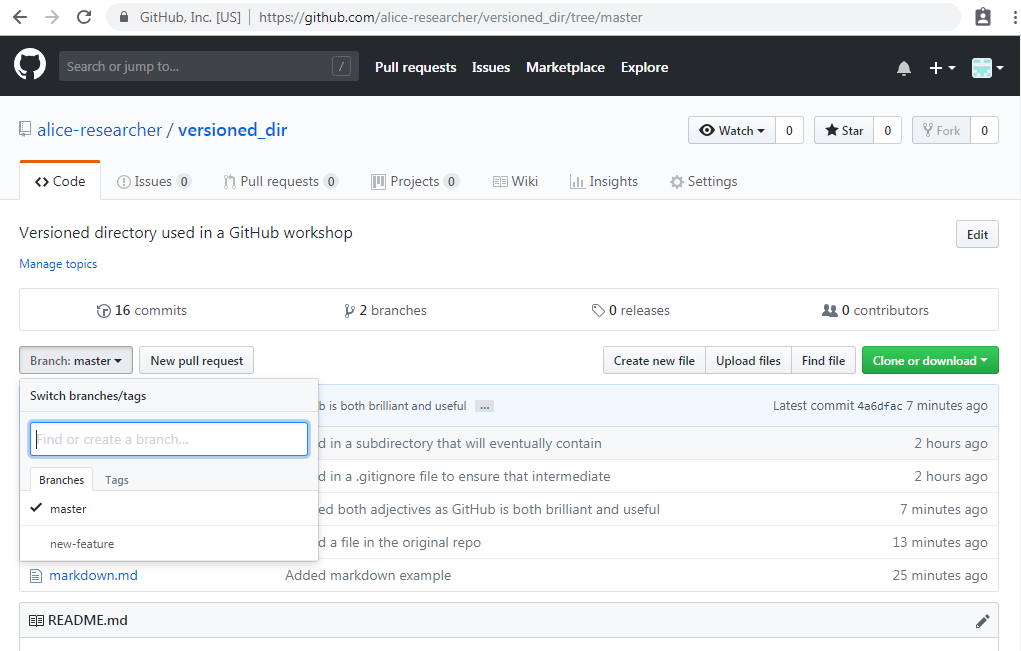 GitHub, Inc. [US] | https://github.com/alice-researcher/versioned_dir/tree/master
Search or jump to... / Pull requests Issues Marketplace Explore
alice-researcher / versioned_dir Watch 0 Star 0 Fork 0
Code Issues 0 Pull requests 0 Projects 0 Wiki Insights Settings
Versioned directory used in a GitHub workshop Edit
Manage topics
16 commits 2 branches 0 releases 0 contributors
Branch: master New pull request Create new file Upload files Find file Clone or download
Switch branches/tags
b is both brilliant and useful ... Latest commit 4a6dfac 7 minutes ago
Find or create a branch...
d in a subdirectory that will eventually contain 2 hours ago
Branches Tags
d in a .gitignore file to ensure that intermediate 2 hours ago
master
ed both adjectives as GitHub is both brilliant and useful 7 minutes ago
new-feature
d a file in the original repo 13 minutes ago
markdown.md Added markdown example 25 minutes ago
README.md